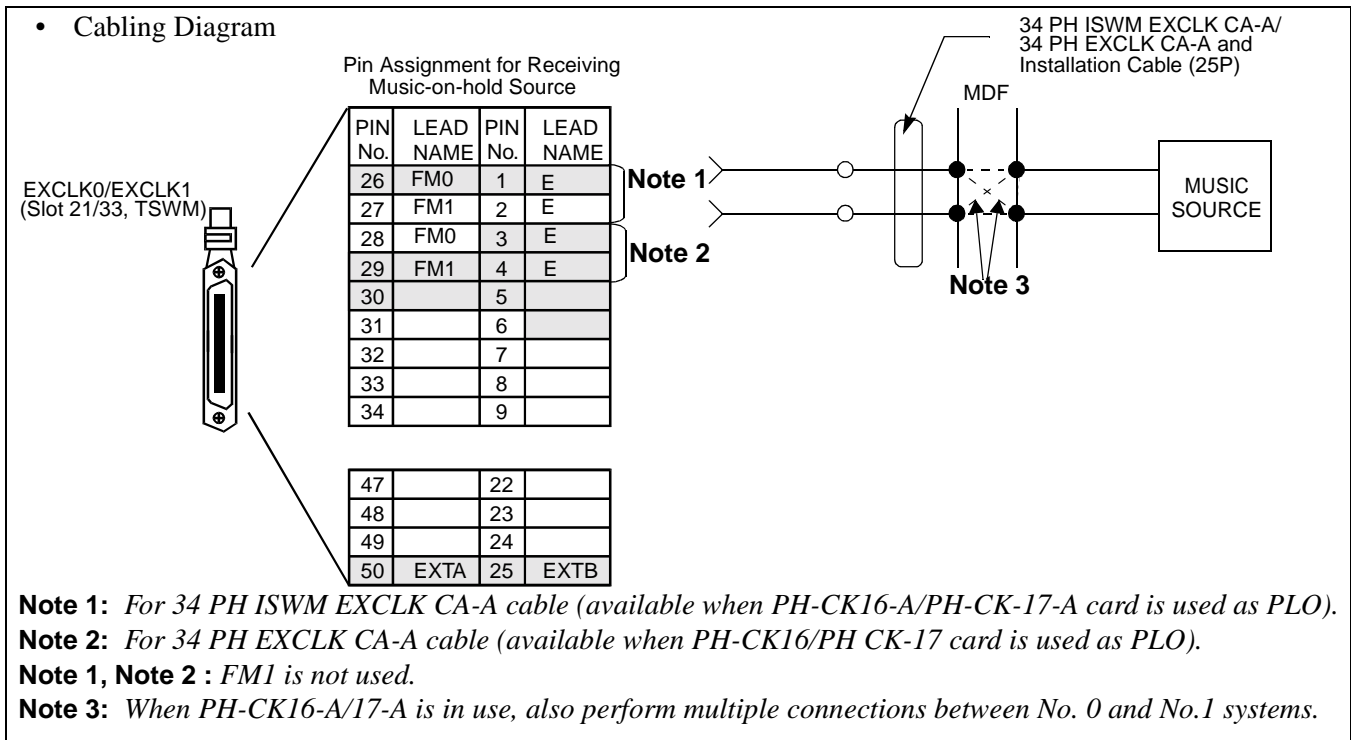 • Cabling Diagram
34 PH ISWM EXCLK CA-A/
34 PH EXCLK CA-A and
Installation Cable (25P)
Pin Assignment for Receiving
Music-on-hold Source
MDF
PIN No. LEAD NAME PIN No. LEAD NAME
26 FM0 1 E
27 FM1 2 E
28 FM0 3 E
29 FM1 4 E
30 5
31 6
32 7
33 8
34 9
47 22
48 23
49 24
50 EXTA 25 EXTB
EXCLK0/EXCLK1
(Slot 21/33, TSWM)
Note 1
Note 2
Note 3
MUSIC
SOURCE
Note 1: For 34 PH ISWM EXCLK CA-A cable (available when PH-CK16-A/PH-CK-17-A card is used as PLO).
Note 2: For 34 PH EXCLK CA-A cable (available when PH-CK16/PH CK-17 card is used as PLO).
Note 1, Note 2 : FM1 is not used.
Note 3: When PH-CK16-A/17-A is in use, also perform multiple connections between No. 0 and No.1 systems.